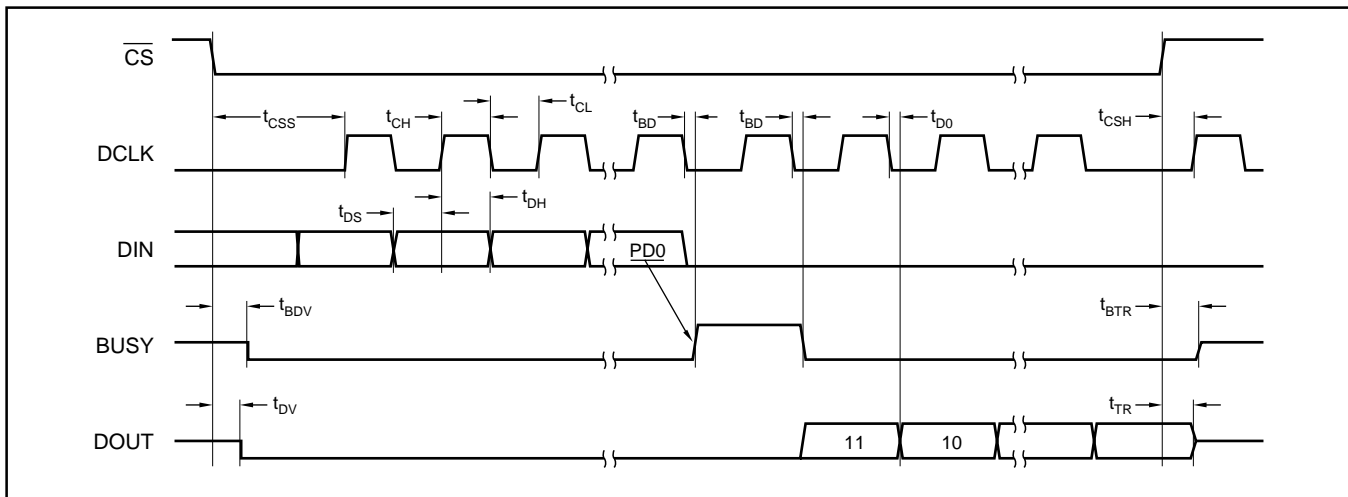 CS
tCSS
tCH
tCL
tBD
tBD
tD0
tCSH
DCLK
tDS
tDH
DIN
PD0
tBDV
tBTR
BUSY
tDV
tTR
DOUT
11
10